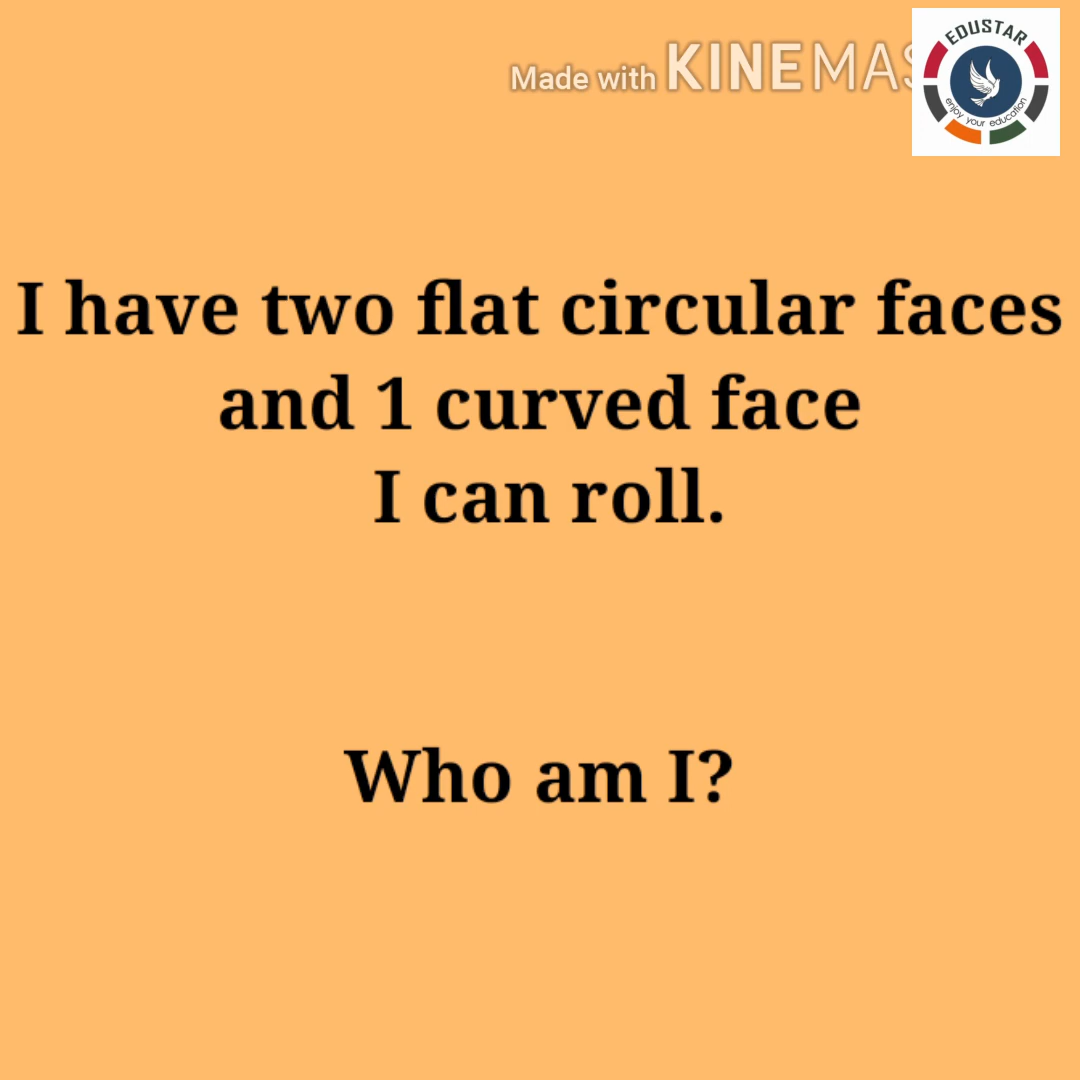 Made with KINEMAS
EDUSTAR
enjoy your education
I have two flat circular faces
and 1 curved face
I can roll.
Who am I?